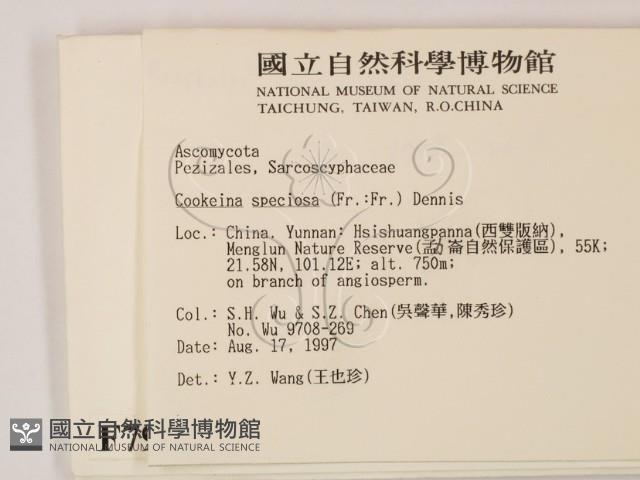 國立自然科學博物館
NATIONAL MUSEUM OF NATURAL SCIENCE
TAICHUNG, TAIWAN, R.O.CHINA
Ascomycota
Pezizales, Sarcoscyphaceae
Cookeina speciosa (Fr.:Fr.) Dennis
Loc.: China. Yunnan: Hsishuangpanna(西雙版納),
Menglun Nature Reserve(勐崙自然保護區), 55K;
21.58N, 101.12E; alt. 750m;
on branch of angiosperm.
Col.: S.H. Wu & S.Z. Chen(吳聲華,陳秀珍)
No. Wu 9708-269
Date: Aug. 17, 1997
Det.: Y.Z. Wang(王也珍)
國立自然科學博物館
NATIONAL MUSEUM OF NATURAL SCIENCE